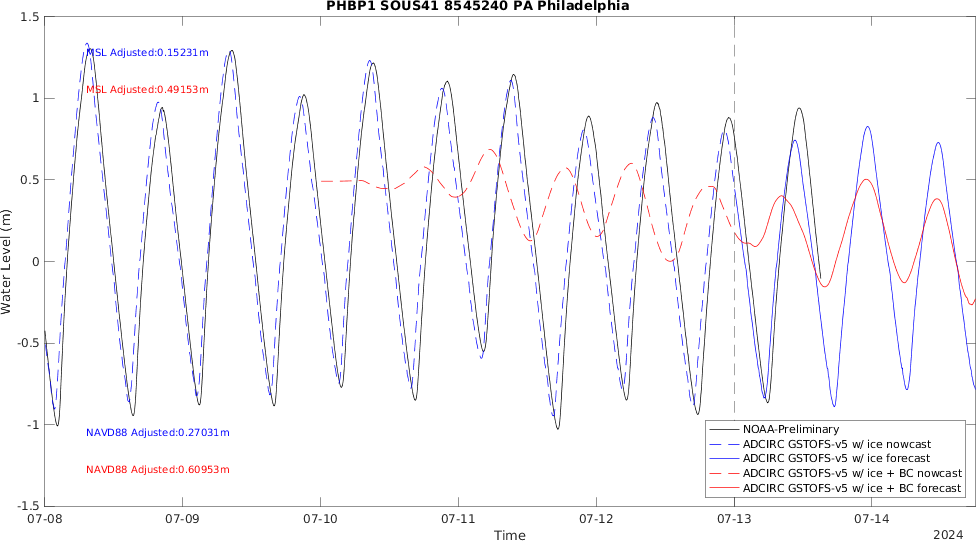 PHBP1 SOUS41 8545240 PA Philadelphia
1.5
1
0.5
0
-0.5
-1
-1.5
Water Level (m)
MSL Adjusted:0.15231m
MSL Adjusted:0.49153m
NAVD88 Adjusted:0.27031m
NAVD88 Adjusted:0.60953m
NOAA-Preliminary
ADCIRC GSTOFS-v5 w/ ice nowcast
ADCIRC GSTOFS-v5 w/ ice forecast
ADCIRC GSTOFS-v5 w/ ice + BC nowcast
ADCIRC GSTOFS-v5 w/ ice + BC forecast
07-08 07-09 07-10 07-11 07-12 07-13 07-14
Time
2024